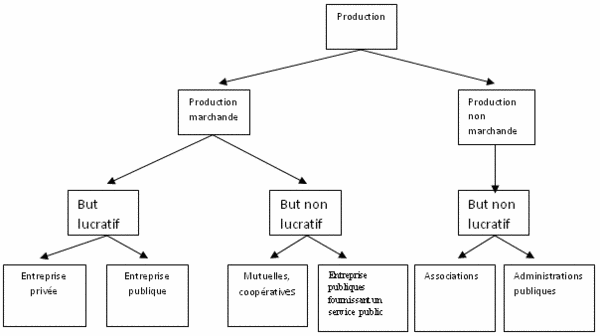 Production
Production
marchande
Production
non
marchande
But
lucratif
But non
lucratif
But non
lucratif
Entreprise
privée
Entreprise
publique
Mutuelles,
coopératives
Entreprise
publiques
fournissant un
service public
Associations
Administrations
publiques